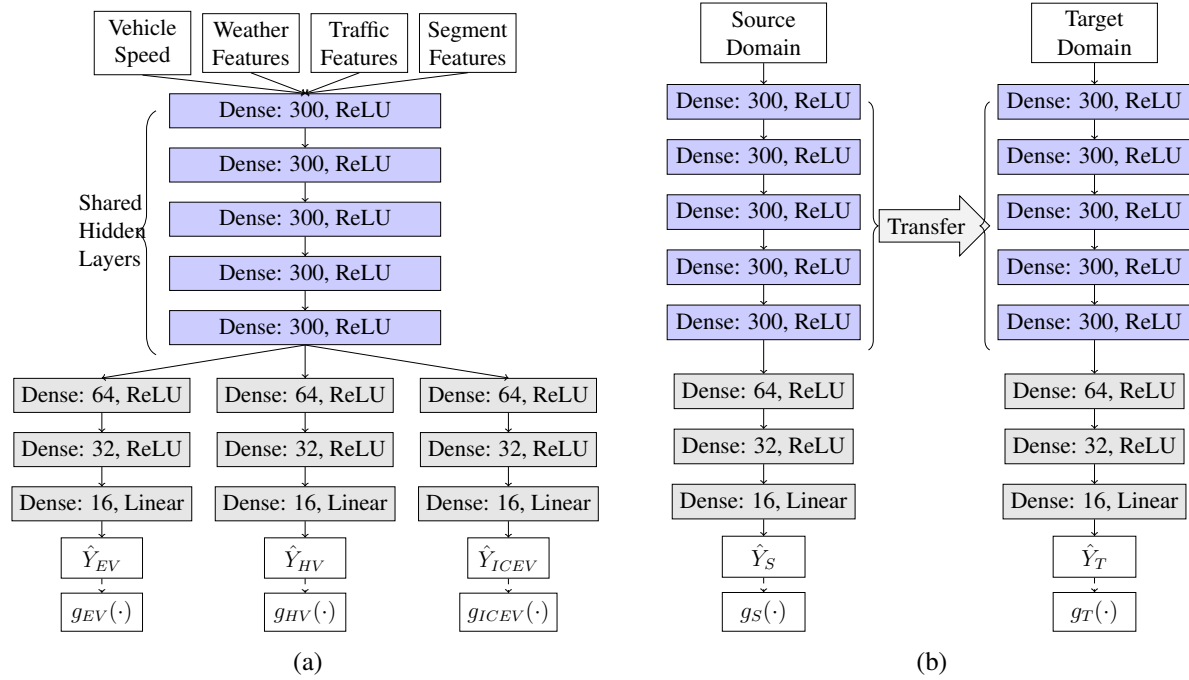 Vehicle
Speed
Weather
Features
Traffic
Features
Segment
Features
Dense: 300, ReLU
Dense: 300, ReLU
Dense: 300, ReLU
Dense: 300, ReLU
Dense: 300, ReLU
Shared
Hidden
Layers
Dense: 64, ReLU
Dense: 32, ReLU
Dense: 16, Linear
Ŷ_EV
g_EV(·)
Dense: 64, ReLU
Dense: 32, ReLU
Dense: 16, Linear
Ŷ_HV
g_HV(·)
Dense: 64, ReLU
Dense: 32, ReLU
Dense: 16, Linear
Ŷ_ICEV
g_ICEV(·)
(a)
Source
Domain
Dense: 300, ReLU
Dense: 300, ReLU
Dense: 300, ReLU
Dense: 300, ReLU
Dense: 300, ReLU
Dense: 64, ReLU
Dense: 32, ReLU
Dense: 16, Linear
Ŷ_S
g_S(·)
Transfer
Target
Domain
Dense: 300, ReLU
Dense: 300, ReLU
Dense: 300, ReLU
Dense: 300, ReLU
Dense: 300, ReLU
Dense: 64, ReLU
Dense: 32, ReLU
Dense: 16, Linear
Ŷ_T
g_T(·)
(b)